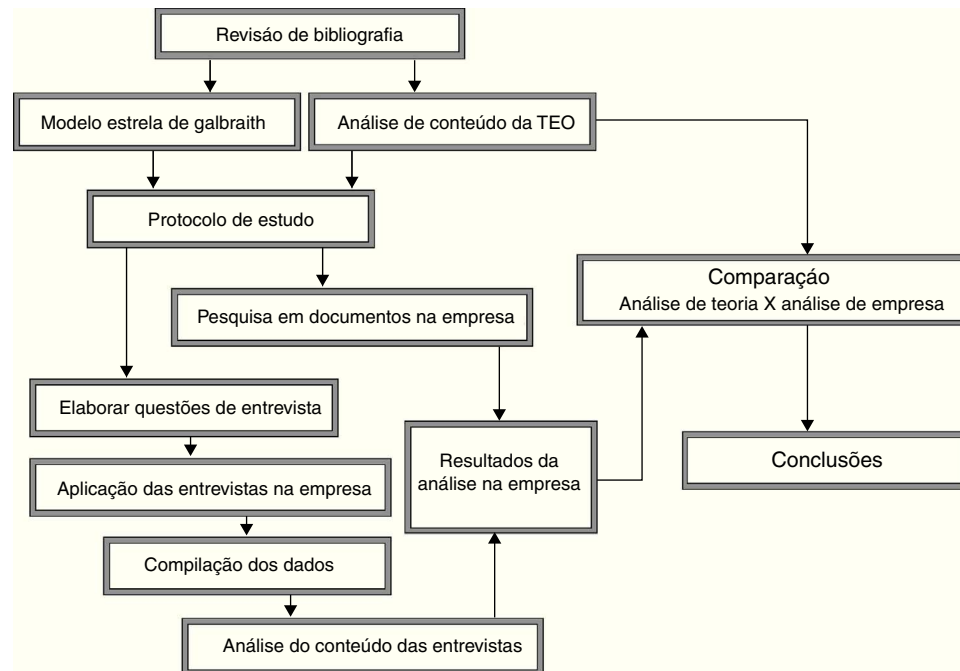 Revisáo de bibliografia
Modelo estrela de galbraith
Análise de conteúdo da TEO
Protocolo de estudo
Comparaçáo
Análise de teoria X análise de empresa
Pesquisa em documentos na empresa
Elaborar questões de entrevista
Resultados da
análise na empresa
Conclusões
Aplicação das entrevistas na empresa
Compilação dos dados
Análise do conteúdo das entrevistas